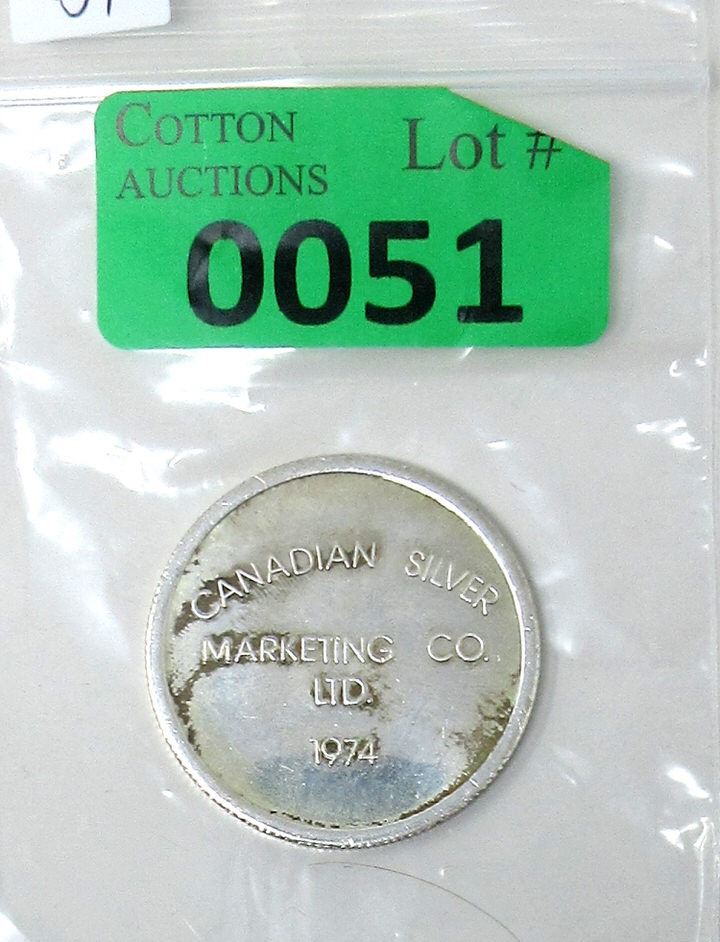 COTTON
AUCTIONS
Lot #
0051
CANADIAN SILVER
MARKETING CO.
LTD.
1974